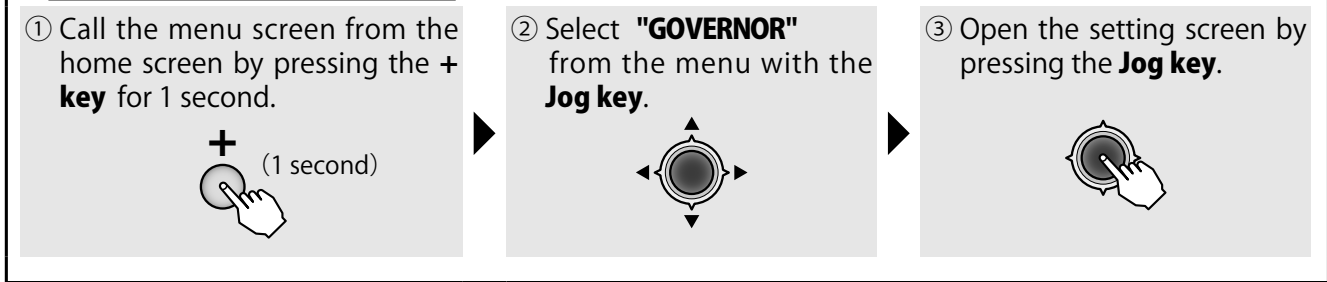 ① Call the menu screen from the
home screen by pressing the +
key for 1 second.
+
(1 second)
② Select "GOVERNOR"
from the menu with the
Jog key.
③ Open the setting screen by
pressing the Jog key.